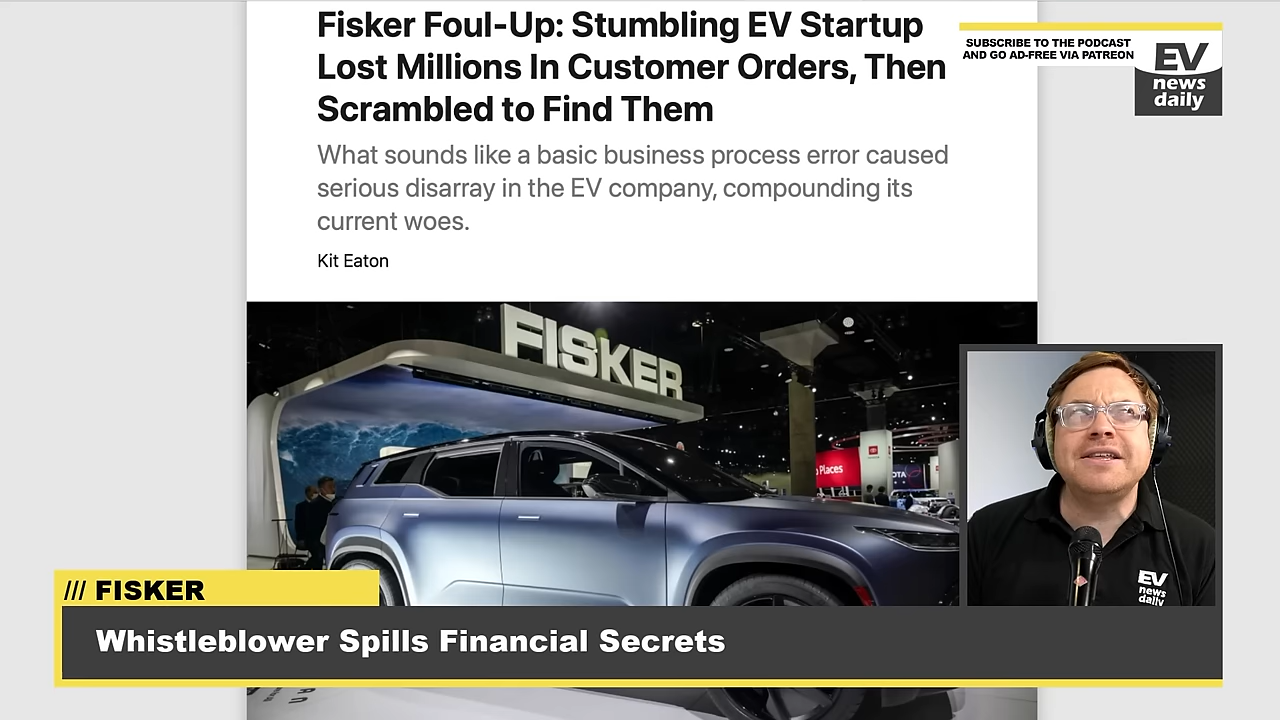 Fisker Foul-Up: Stumbling EV Startup
Lost Millions In Customer Orders, Then
Scrambled to Find Them
What sounds like a basic business process error caused
serious disarray in the EV company, compounding its
current woes.
Kit Eaton
SUBSCRIBE TO THE PODCAST
AND GO AD-FREE VIA PATREON
EV
news
daily
FISKER
Places
EV
news
daily
/// FISKER
Whistleblower Spills Financial Secrets